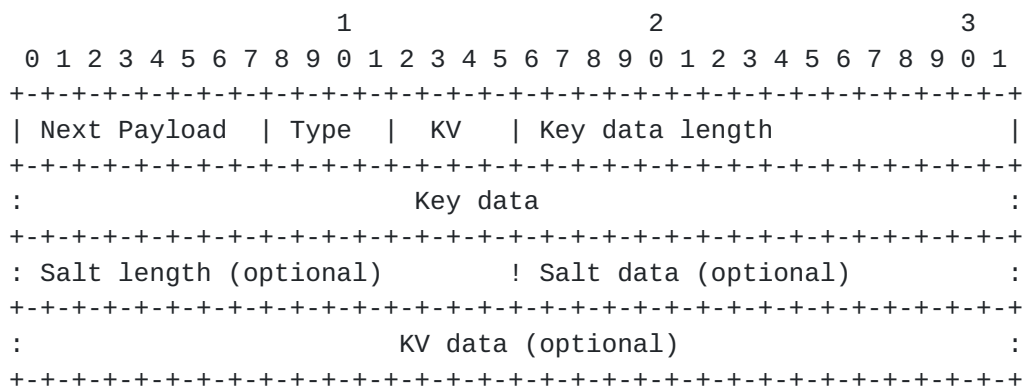 1                   2                   3
 0 1 2 3 4 5 6 7 8 9 0 1 2 3 4 5 6 7 8 9 0 1 2 3 4 5 6 7 8 9 0 1
+-+-+-+-+-+-+-+-+-+-+-+-+-+-+-+-+-+-+-+-+-+-+-+-+-+-+-+-+-+-+-+-+
| Next Payload  | Type  |  KV   | Key data length               |
+-+-+-+-+-+-+-+-+-+-+-+-+-+-+-+-+-+-+-+-+-+-+-+-+-+-+-+-+-+-+-+-+
:                         Key data                              :
+-+-+-+-+-+-+-+-+-+-+-+-+-+-+-+-+-+-+-+-+-+-+-+-+-+-+-+-+-+-+-+-+
: Salt length (optional)        ! Salt data (optional)          :
+-+-+-+-+-+-+-+-+-+-+-+-+-+-+-+-+-+-+-+-+-+-+-+-+-+-+-+-+-+-+-+-+
:                        KV data (optional)                     :
+-+-+-+-+-+-+-+-+-+-+-+-+-+-+-+-+-+-+-+-+-+-+-+-+-+-+-+-+-+-+-+-+